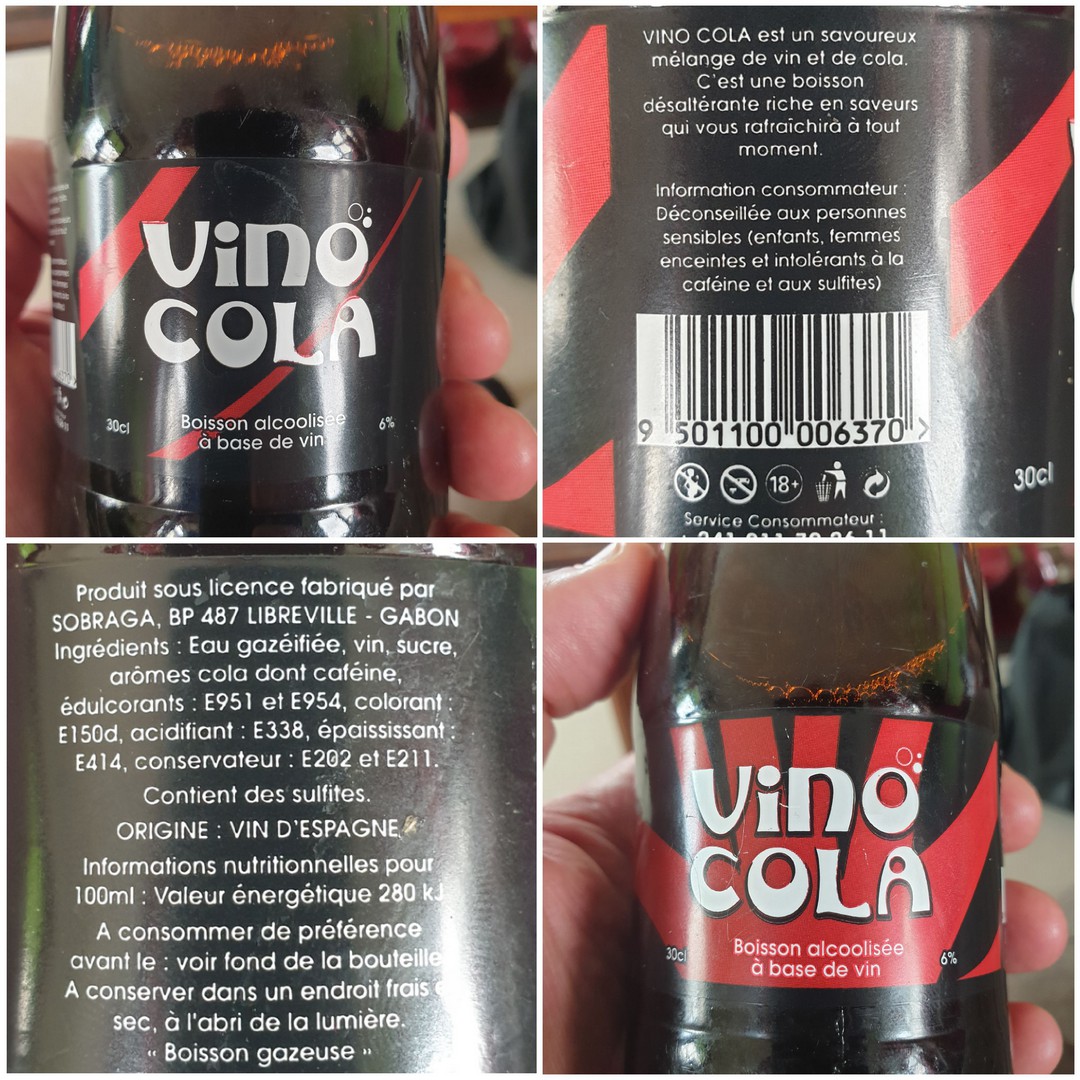 Vino
COLA
30cl
Boisson alcoolisée
à base de vin
6%
VINO COLA est un savoureux
mélange de vin et de cola.
C'est une boisson
désaltérante riche en saveurs
qui vous rafraîchira à tout
moment.
Information consommateur :
Déconseillée aux personnes
sensibles (enfants, femmes
enceintes et intolérants à la
caféine et aux sulfites)
9 501100 006370 >
18+
30cl
Service Consommateur :
Produit sous licence fabriqué par
SOBRAGA, BP 487 LIBREVILLE - GABON
Ingrédients : Eau gazéifiée, vin, sucre,
arômes cola dont caféine,
édulcorants : E951 et E954, colorant :
E150d, acidifiant : E338, épaississant :
E414, conservateur : E202 et E211.
Contient des sulfites.
ORIGINE : VIN D'ESPAGNE
Informations nutritionnelles pour
100ml : Valeur énergétique 280 kJ
A consommer de préférence
avant le : voir fond de la bouteille
A conserver dans un endroit frais e
sec, à l'abri de la lumière.
“ Boisson gazeuse ”
Vino
COLA
30cl
Boisson alcoolisée
à base de vin
6%